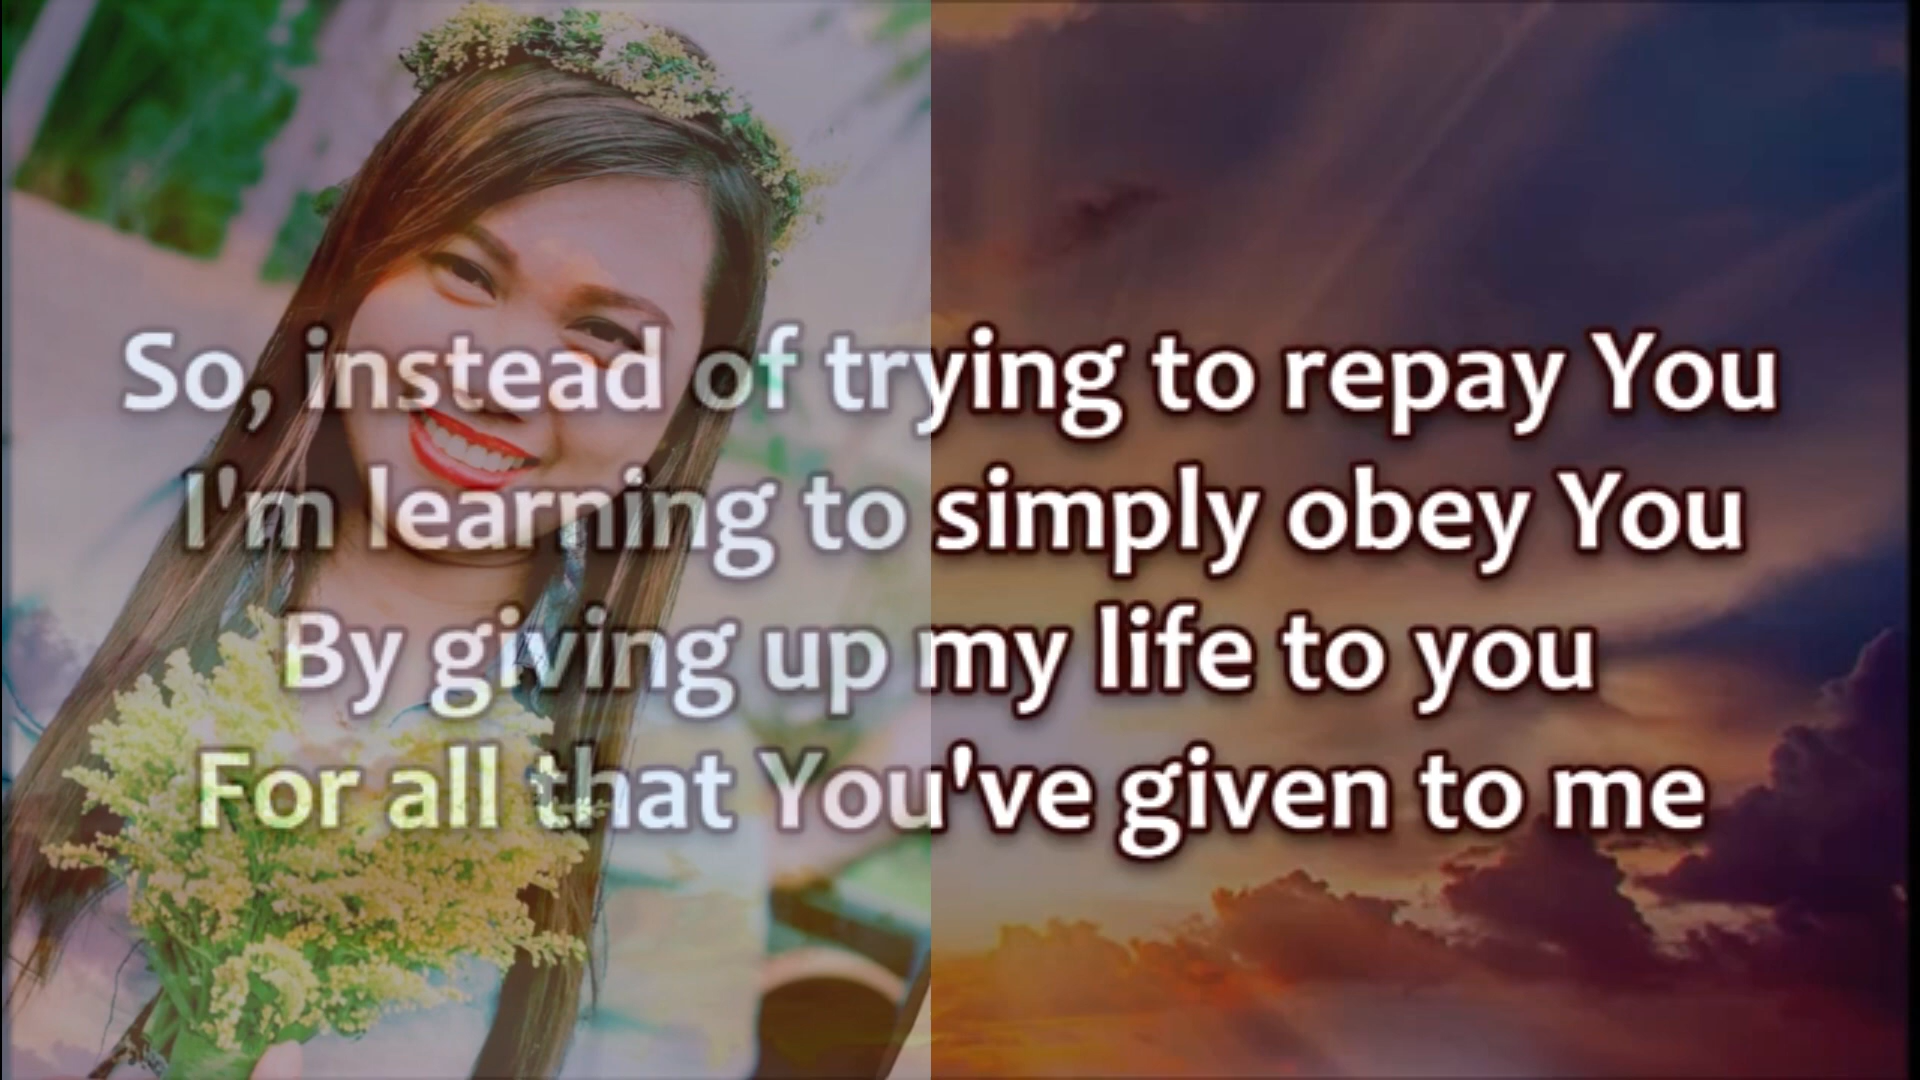 So, instead of trying to repay You
I'm learning to simply obey You
By giving up my life to you
For all that You've given to me